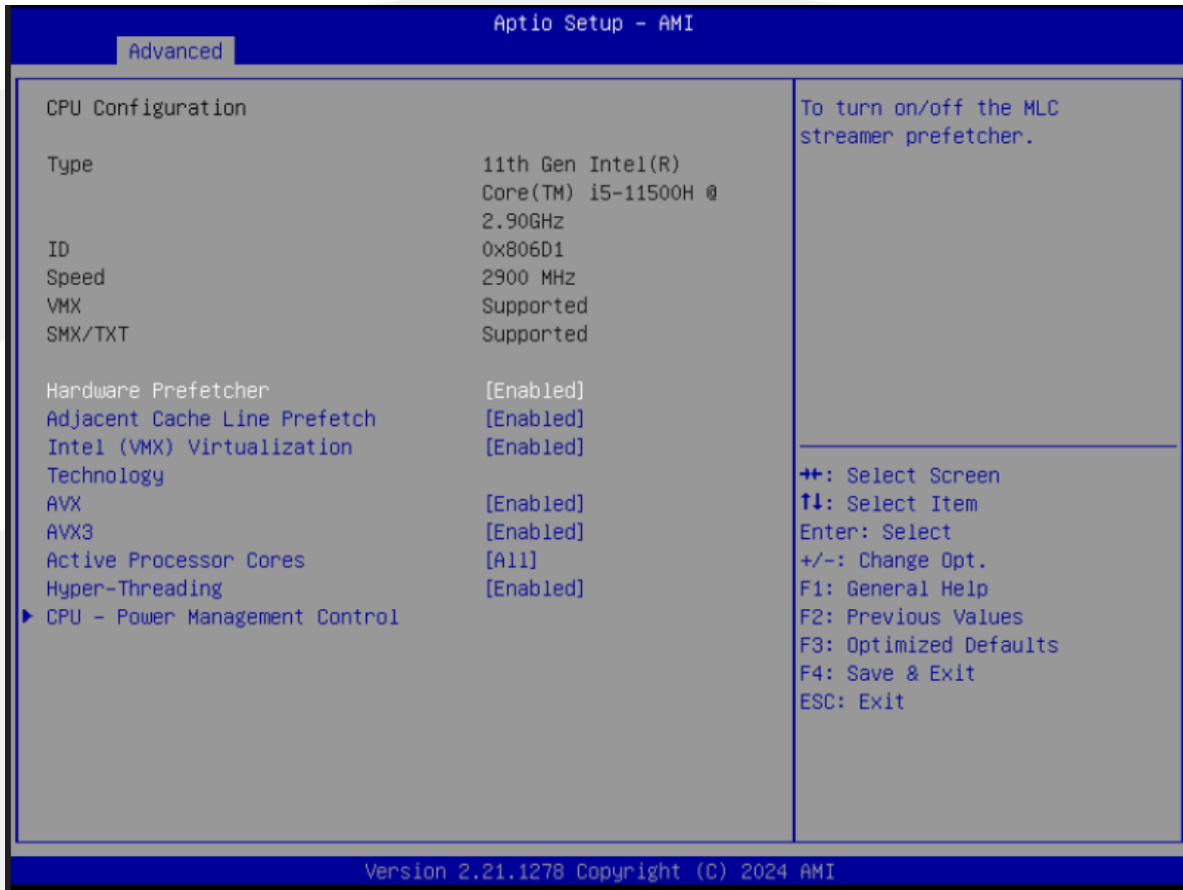 Aptio Setup – AMI
Advanced
CPU Configuration
Type 11th Gen Intel(R)
Core(TM) i5-11500H @
2.90GHz
ID 0x806D1
Speed 2900 MHz
VMX Supported
SMX/TXT Supported
Hardware Prefetcher [Enabled]
Adjacent Cache Line Prefetch [Enabled]
Intel (VMX) Virtualization [Enabled]
Technology
AVX [Enabled]
AVX3 [Enabled]
Active Processor Cores [All]
Hyper-Threading [Enabled]
CPU – Power Management Control
To turn on/off the MLC
streamer prefetcher.
→←: Select Screen
↑↓: Select Item
Enter: Select
+/-: Change Opt.
F1: General Help
F2: Previous Values
F3: Optimized Defaults
F4: Save & Exit
ESC: Exit
Version 2.21.1278 Copyright (C) 2024 AMI